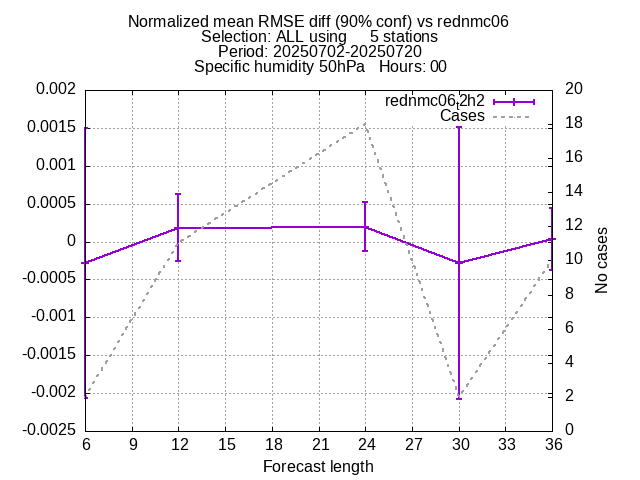 Normalized mean RMSE diff (90% conf) vs rednmc06
Selection: ALL using      5 stations
Period: 20250702-20250720
Specific humidity 50hPa   Hours: 00
rednmc06t2h2
Cases
0.002
0.0015
0.001
0.0005
0
-0.0005
-0.001
-0.0015
-0.002
-0.0025
20
18
16
14
12
10
8
6
4
2
0
No cases
6 9 12 15 18 21 24 27 30 33 36
Forecast length